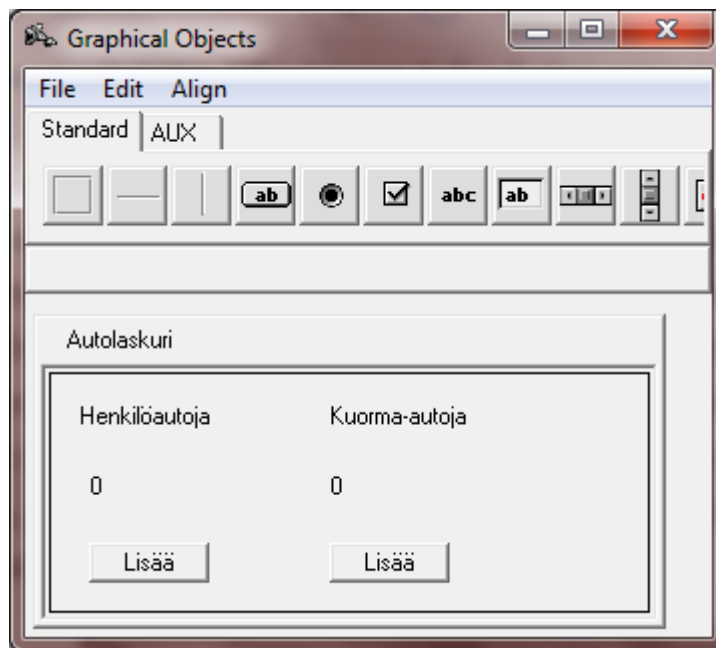 Graphical Objects
File Edit Align
Standard AUX
ab abc ab
Autolaskuri
Henkilöautoja Kuorma-autoja
0 0
Lisää Lisää